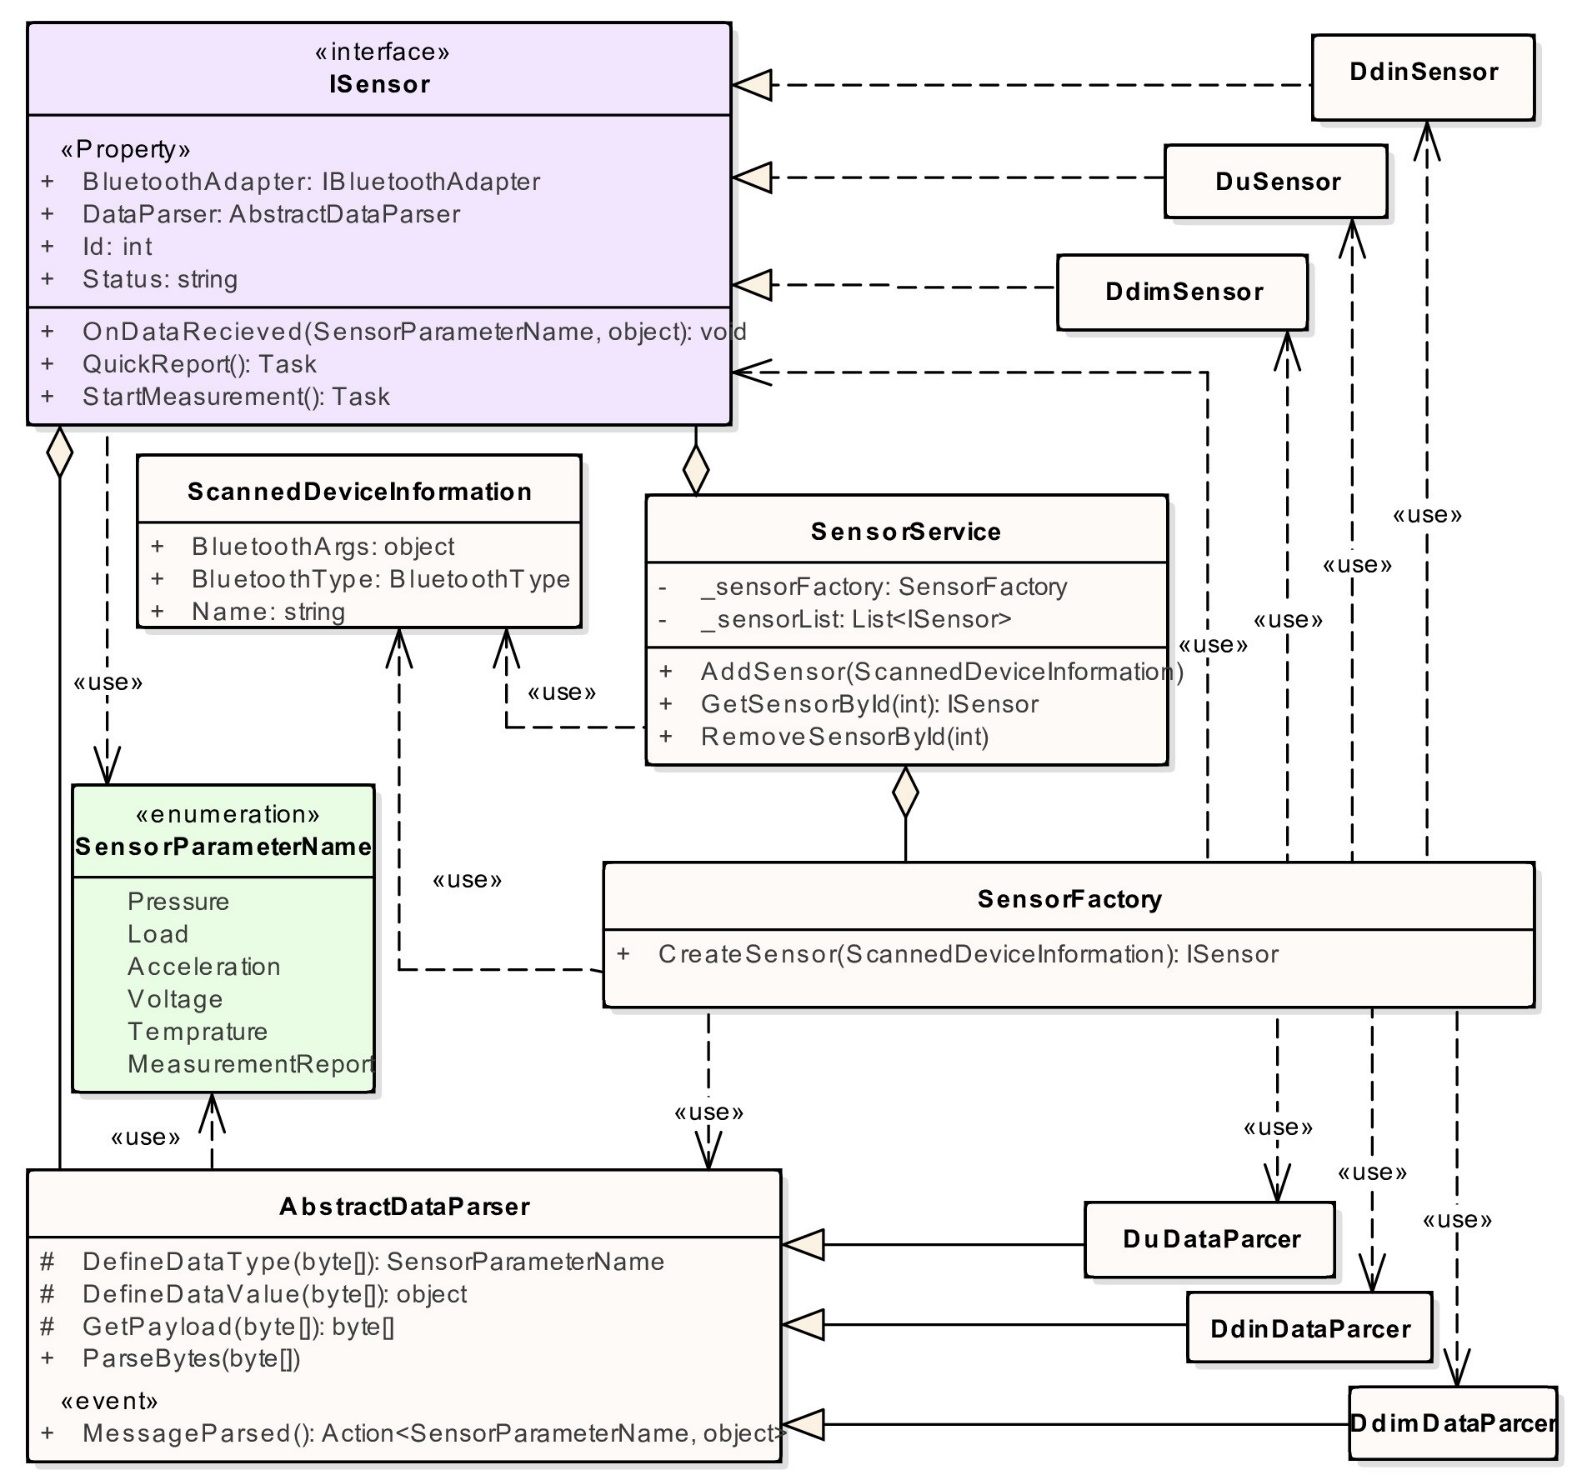 «interface»
ISensor
«Property»
+ BluetoothAdapter: IBluetoothAdapter
+ DataParser: AbstractDataParser
+ Id: int
+ Status: string
+ OnDataRecieved(SensorParameterName, object): void
+ QuickReport(): Task
+ StartMeasurement(): Task
DdinSensor
DuSensor
DdimSensor
ScannedDeviceInformation
+ BluetoothArgs: object
+ BluetoothType: BluetoothType
+ Name: string
SensorService
- _sensorFactory: SensorFactory
- _sensorList: List<ISensor>
+ AddSensor(ScannedDeviceInformation)
+ GetSensorById(int): ISensor
+ RemoveSensorById(int)
«use»
«use»
«use»
«use»
«use»
«use»
«enumeration»
SensorParameterName
Pressure
Load
Acceleration
Voltage
Temprature
MeasurementReport
«use»
SensorFactory
+ CreateSensor(ScannedDeviceInformation): ISensor
«use»
«use»
«use»
«use»
«use»
AbstractDataParser
# DefineDataType(byte[]): SensorParameterName
# DefineDataValue(byte[]): object
# GetPayload(byte[]): byte[]
+ ParseBytes(byte[])
«event»
+ MessageParsed(): Action<SensorParameterName, object>
DuDataParcer
DdinDataParcer
DdimDataParcer